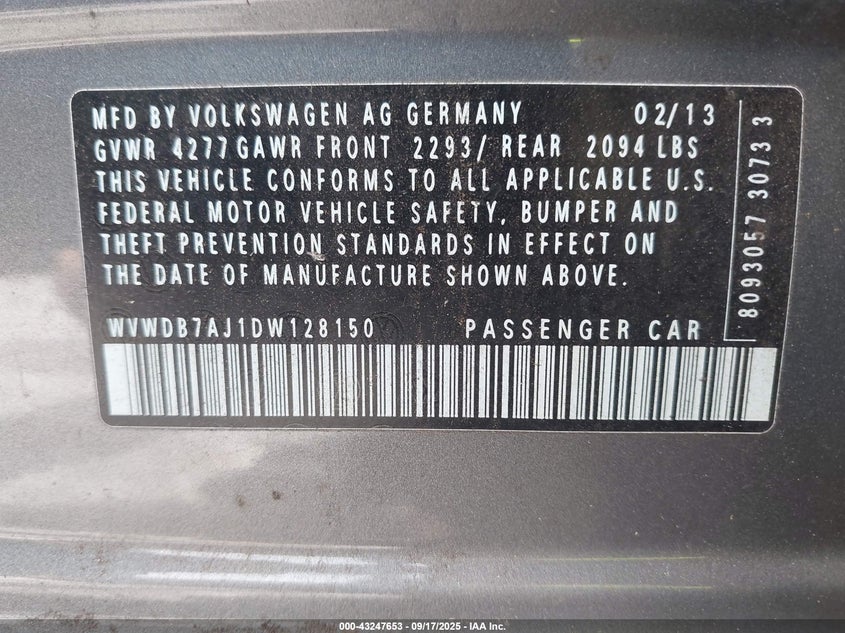 MFD BY VOLKSWAGEN AG GERMANY 02/13
GVWR 4277GAWR FRONT 2293/ REAR 2094 LBS
THIS VEHICLE CONFORMS TO ALL APPLICABLE U.S.
FEDERAL MOTOR VEHICLE SAFETY, BUMPER AND
THEFT PREVENTION STANDARDS IN EFFECT ON
THE DATE OF MANUFACTURE SHOWN ABOVE.
WVWDB7AJ1DW128150 PASSENGER CAR
8093057 3073 3
000-43247653 - 09/17/2025 - IAA Inc.